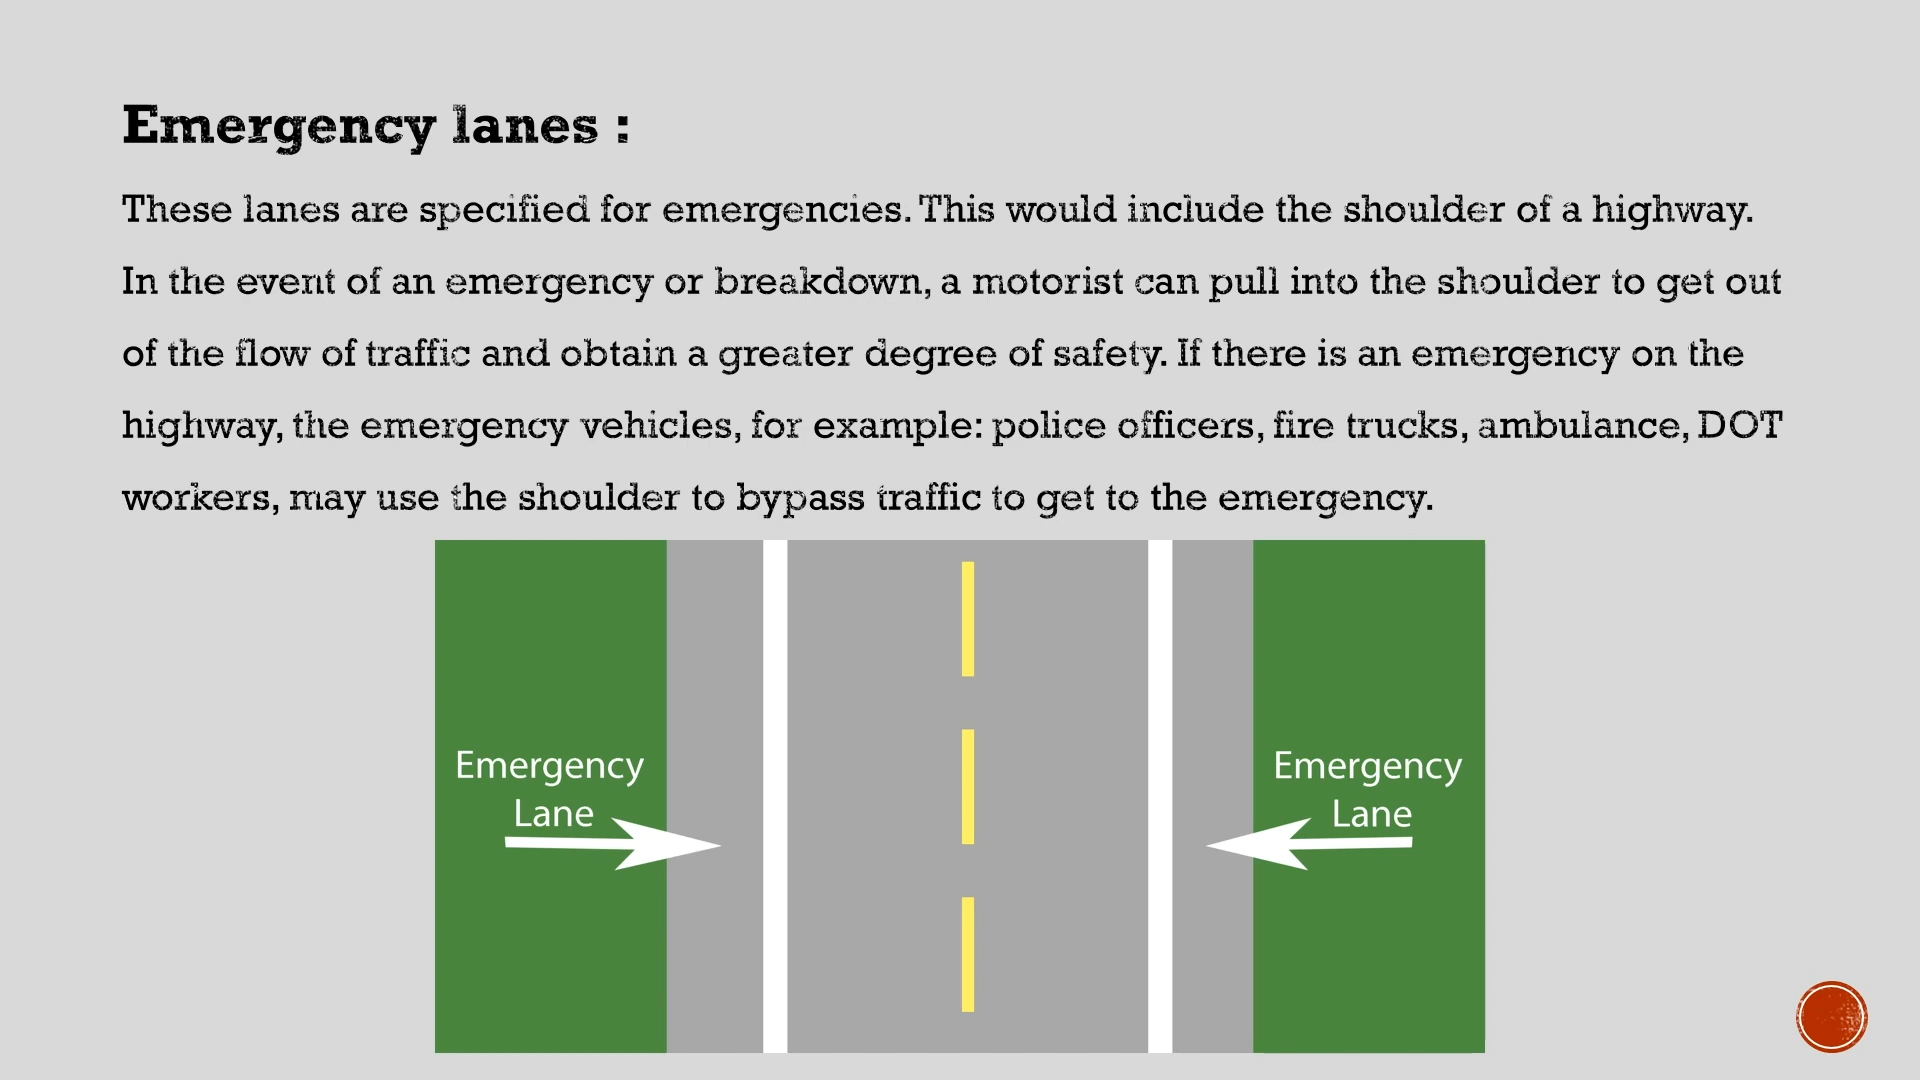 Emergency lanes :
These lanes are specified for emergencies. This would include the shoulder of a highway.
In the event of an emergency or breakdown, a motorist can pull into the shoulder to get out
of the flow of traffic and obtain a greater degree of safety. If there is an emergency on the
highway, the emergency vehicles, for example: police officers, fire trucks, ambulance, DOT
workers, may use the shoulder to bypass traffic to get to the emergency.
Emergency
Lane
Emergency
Lane